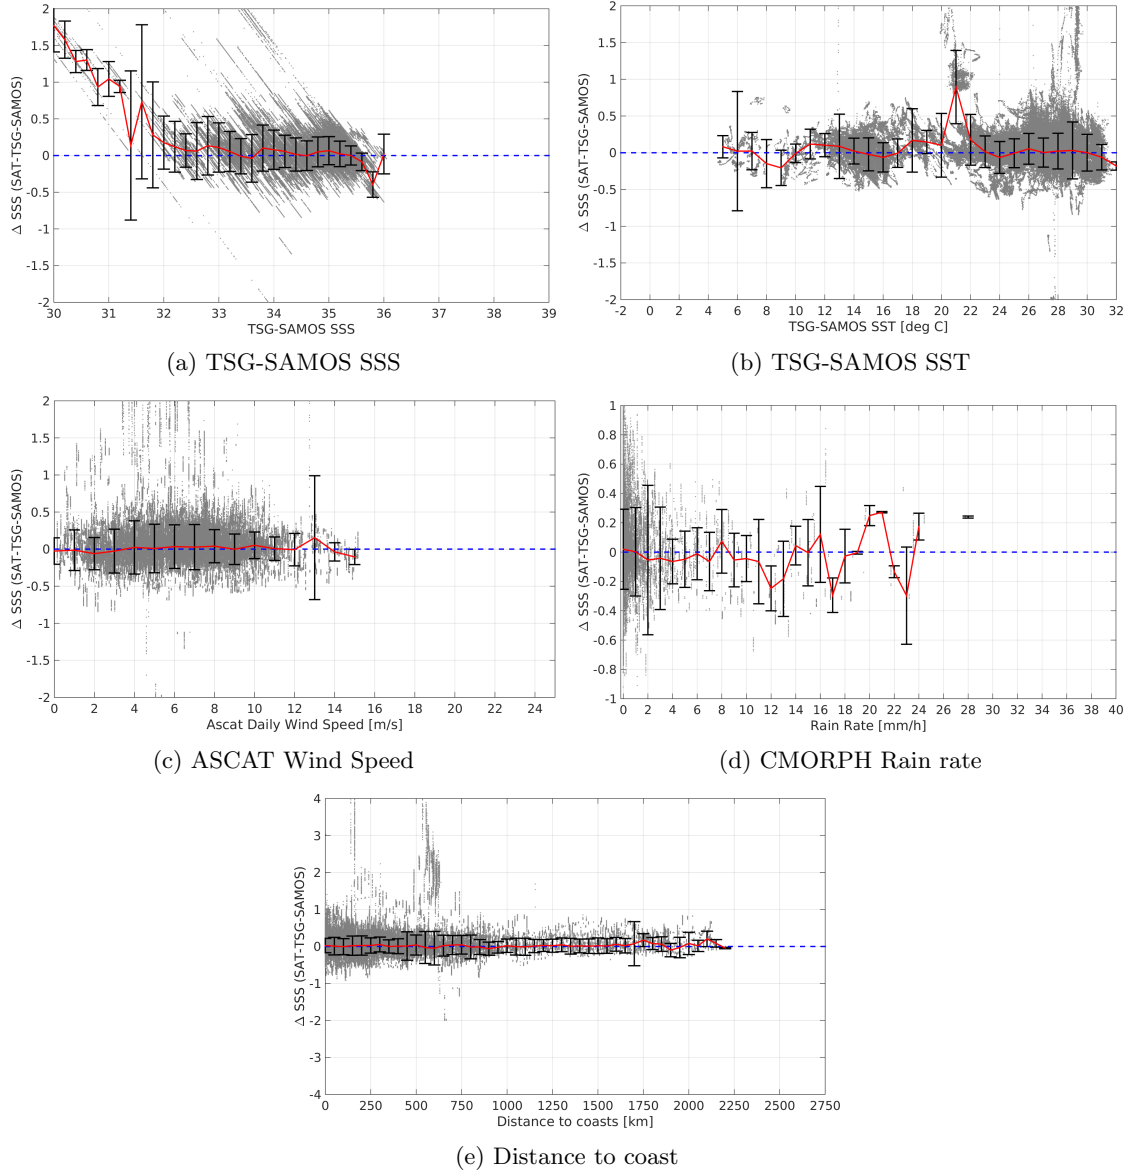 2
1.5
1
0.5
0
-0.5
-1
-1.5
-2
30 31 32 33 34 35 36 37 38 39
Δ SSS (SAT-TSG-SAMOS)
TSG-SAMOS SSS
(a) TSG-SAMOS SSS
2
1.5
1
0.5
0
-0.5
-1
-1.5
-2
-2 0 2 4 6 8 10 12 14 16 18 20 22 24 26 28 30 32
Δ SSS (SAT-TSG-SAMOS)
TSG-SAMOS SST [deg C]
(b) TSG-SAMOS SST
2
1.5
1
0.5
0
-0.5
-1
-1.5
-2
0 2 4 6 8 10 12 14 16 18 20 22 24
Δ SSS (SAT-TSG-SAMOS)
Ascat Daily Wind Speed [m/s]
(c) ASCAT Wind Speed
1
0.8
0.6
0.4
0.2
0
-0.2
-0.4
-0.6
-0.8
-1
0 2 4 6 8 10 12 14 16 18 20 22 24 26 28 30 32 34 36 38 40
Δ SSS (SAT-TSG-SAMOS)
Rain Rate [mm/h]
(d) CMORPH Rain rate
4
3
2
1
0
-1
-2
-3
-4
0 250 500 750 1000 1250 1500 1750 2000 2250 2500 2750
Δ SSS (SAT-TSG-SAMOS)
Distance to coasts [km]
(e) Distance to coast